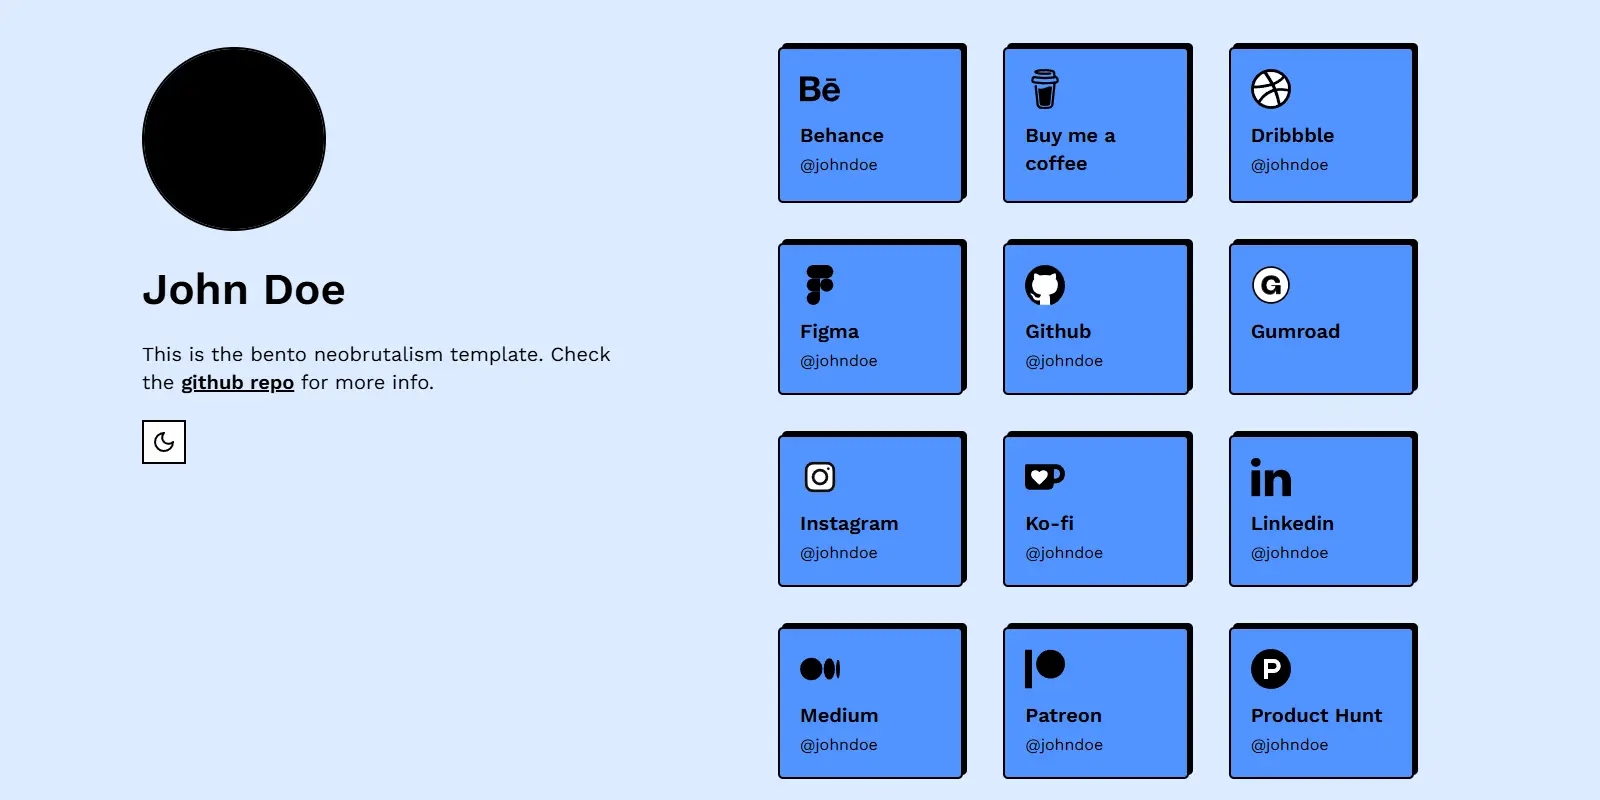 John Doe
This is the bento neobrutalism template. Check
the github repo for more info.
Bē
Behance
@johndoe
Buy me a
coffee
Dribbble
@johndoe
Figma
@johndoe
Github
@johndoe
G
Gumroad
Instagram
@johndoe
Ko-fi
@johndoe
in
Linkedin
@johndoe
Medium
@johndoe
Patreon
@johndoe
P
Product Hunt
@johndoe